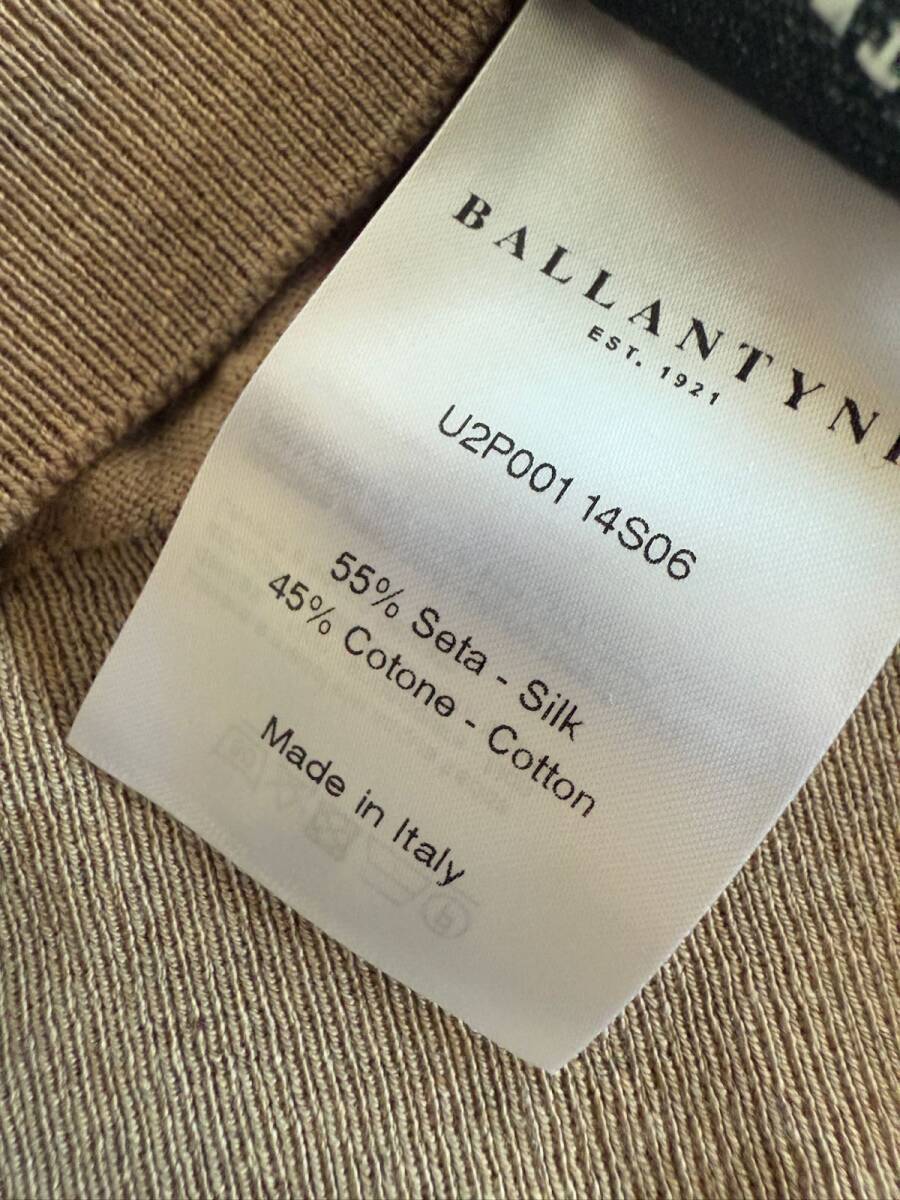 BALLANTYNE
EST. 1921
U2P001 14S06
55% Seta - Silk
45% Cotone - Cotton
Made in Italy